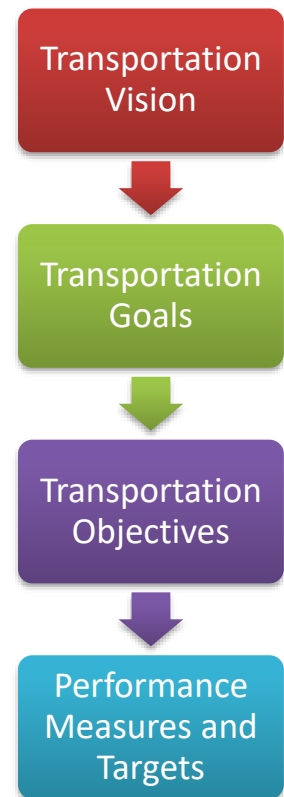 Transportation
Vision
Transportation
Goals
Transportation
Objectives
Performance
Measures and
Targets